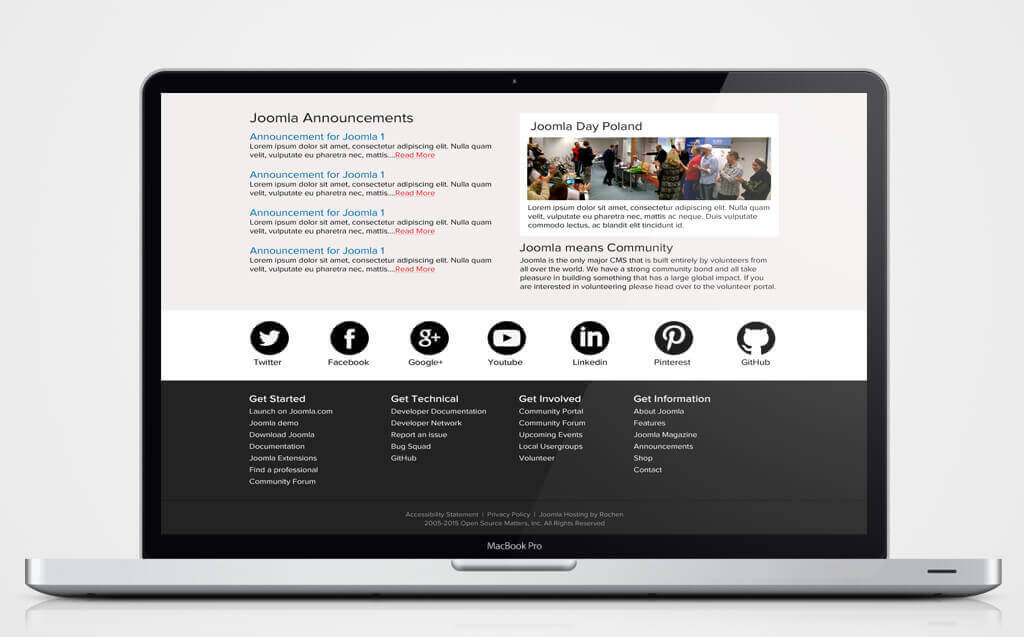 Joomla Announcements
Announcement for Joomla 1
Lorem ipsum dolor sit amet, consectetur adipiscing elit. Nulla quam
velit, vulputate eu pharetra nec, mattis....Read More
Announcement for Joomla 1
Lorem ipsum dolor sit amet, consectetur adipiscing elit. Nulla quam
velit, vulputate eu pharetra nec, mattis....Read More
Announcement for Joomla 1
Lorem ipsum dolor sit amet, consectetur adipiscing elit. Nulla quam
velit, vulputate eu pharetra nec, mattis....Read More
Announcement for Joomla 1
Lorem ipsum dolor sit amet, consectetur adipiscing elit. Nulla quam
velit, vulputate eu pharetra nec, mattis....Read More
Joomla Day Poland
Lorem ipsum dolor sit amet, consectetur adipiscing elit. Nulla quam
velit, vulputate eu pharetra nec, mattis ac neque. Duis vulputate
commodo lectus, ac blandit elit tincidunt id.
Joomla means Community
Joomla is the only major CMS that is built entirely by volunteers from
all over the world. We have a strong community bond and all take
pleasure in building something that has a large global impact. If you
are interested in volunteering please head over to the volunteer portal.
Twitter Facebook Google+ Youtube Linkedin Pinterest GitHub
Get Started
Launch on Joomla.com
Joomla demo
Download Joomla
Documentation
Joomla Extensions
Find a professional
Community Forum
Get Technical
Developer Documentation
Developer Network
Report an issue
Bug Squad
GitHub
Get Involved
Community Portal
Community Forum
Upcoming Events
Local Usergroups
Volunteer
Get Information
About Joomla
Features
Joomla Magazine
Announcements
Shop
Contact
Accessibility Statement | Privacy Policy | Joomla Hosting by Rochen
2005-2015 Open Source Matters, Inc. All Rights Reserved
MacBook Pro